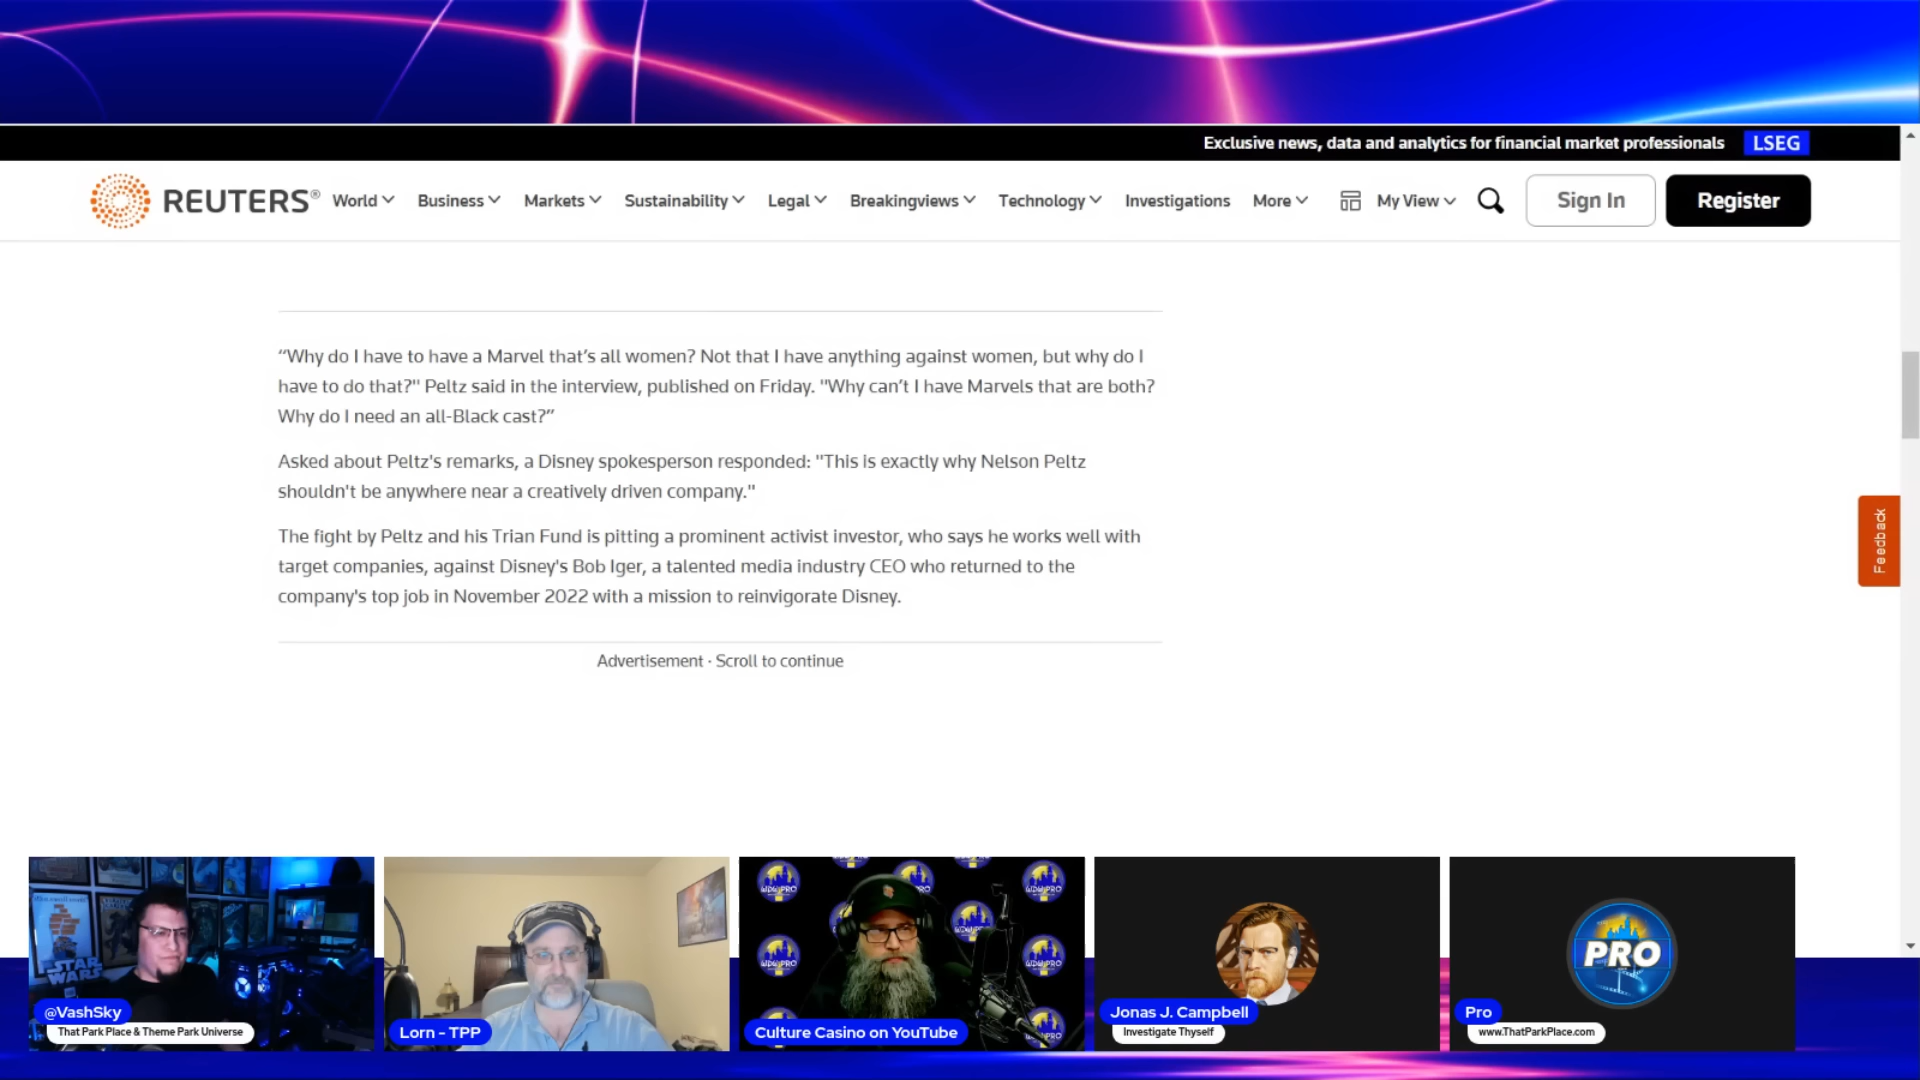 Exclusive news, data and analytics for financial market professionals LSEG
REUTERS® World Business Markets Sustainability Legal Breakingviews Technology Investigations More My View Sign In Register
“Why do I have to have a Marvel that’s all women? Not that I have anything against women, but why do I
have to do that?" Peltz said in the interview, published on Friday. "Why can’t I have Marvels that are both?
Why do I need an all-Black cast?”
Asked about Peltz's remarks, a Disney spokesperson responded: "This is exactly why Nelson Peltz
shouldn't be anywhere near a creatively driven company."
The fight by Peltz and his Trian Fund is pitting a prominent activist investor, who says he works well with
target companies, against Disney's Bob Iger, a talented media industry CEO who returned to the
company's top job in November 2022 with a mission to reinvigorate Disney.
Advertisement · Scroll to continue
Feedback
STAR
WARS
@VashSky
That Park Place & Theme Park Universe
Lorn - TPP
WDWPRO
WDWPRO
WDWPRO
WDWPRO
WDWPRO
WDWPRO
Culture Casino on YouTube
Jonas J. Campbell
Investigate Thyself
PRO
Pro
www.ThatParkPlace.com